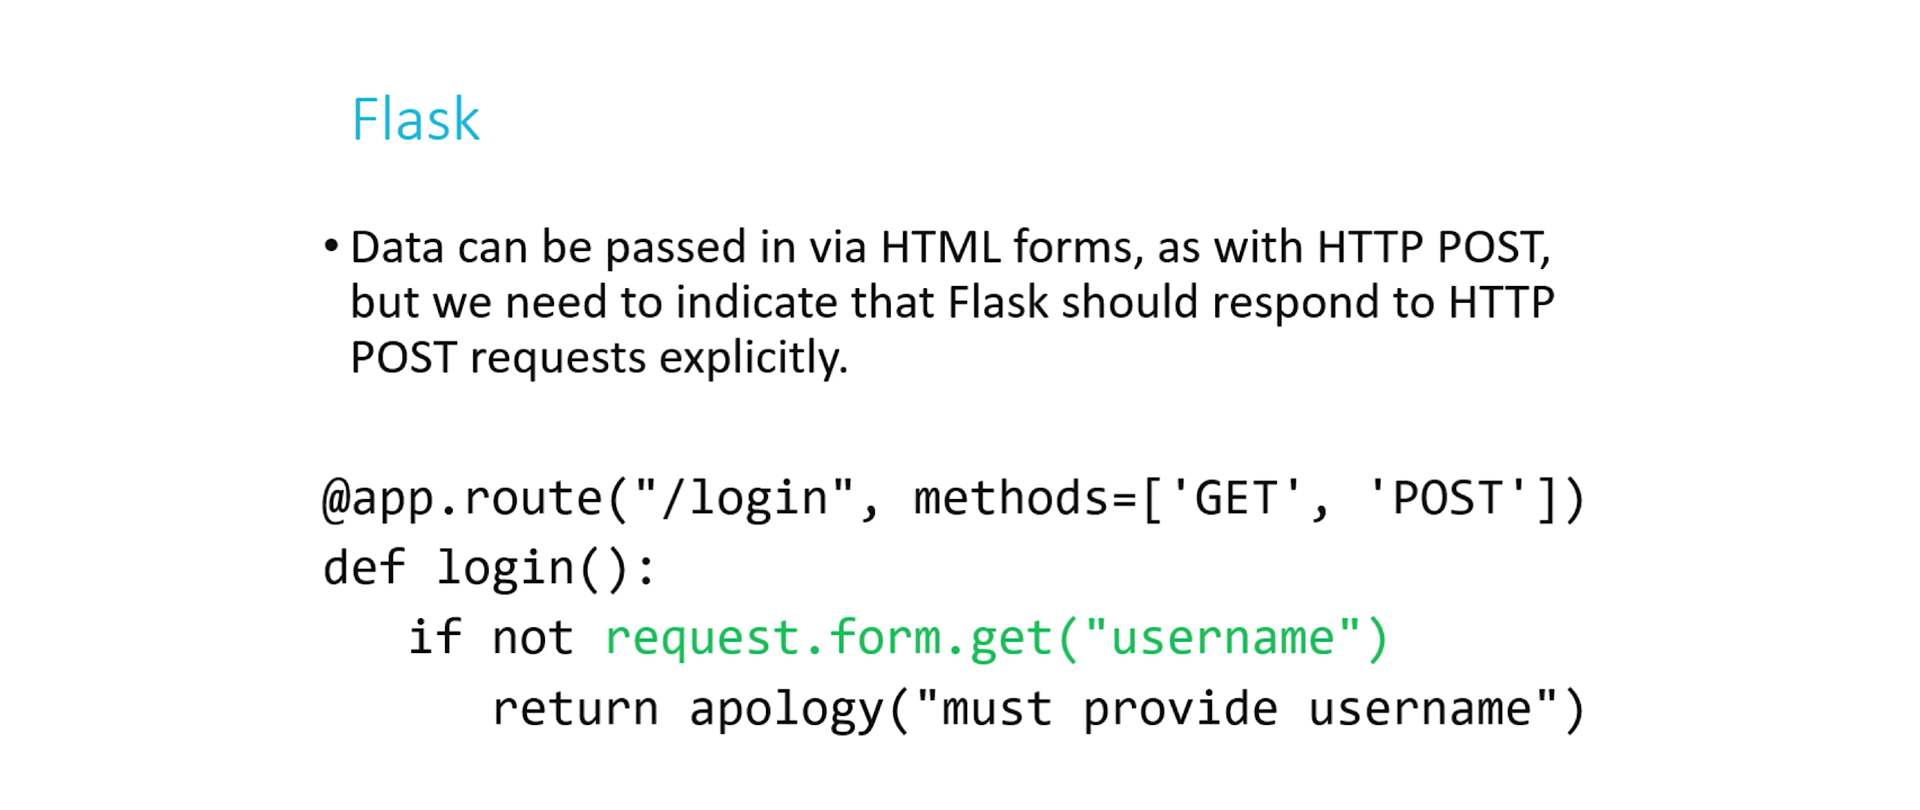 Flask
• Data can be passed in via HTML forms, as with HTTP POST,
but we need to indicate that Flask should respond to HTTP
POST requests explicitly.
@app.route("/login", methods=['GET', 'POST'])
def login():
if not request.form.get("username")
return apology("must provide username")